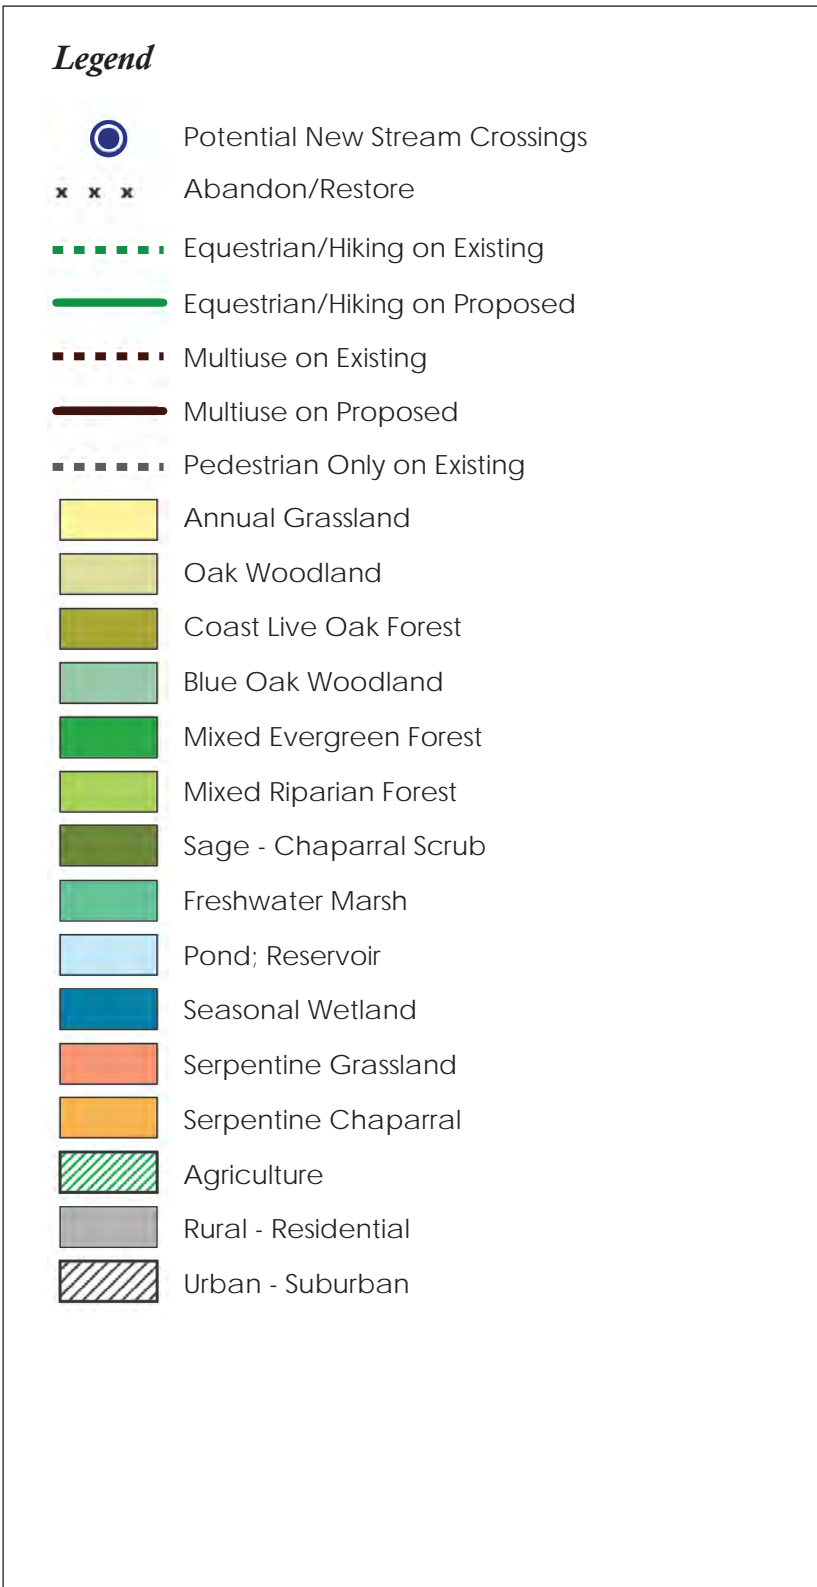 Legend
Potential New Stream Crossings
x x x Abandon/Restore
Equestrian/Hiking on Existing
Equestrian/Hiking on Proposed
Multiuse on Existing
Multiuse on Proposed
Pedestrian Only on Existing
Annual Grassland
Oak Woodland
Coast Live Oak Forest
Blue Oak Woodland
Mixed Evergreen Forest
Mixed Riparian Forest
Sage - Chaparral Scrub
Freshwater Marsh
Pond; Reservoir
Seasonal Wetland
Serpentine Grassland
Serpentine Chaparral
Agriculture
Rural - Residential
Urban - Suburban